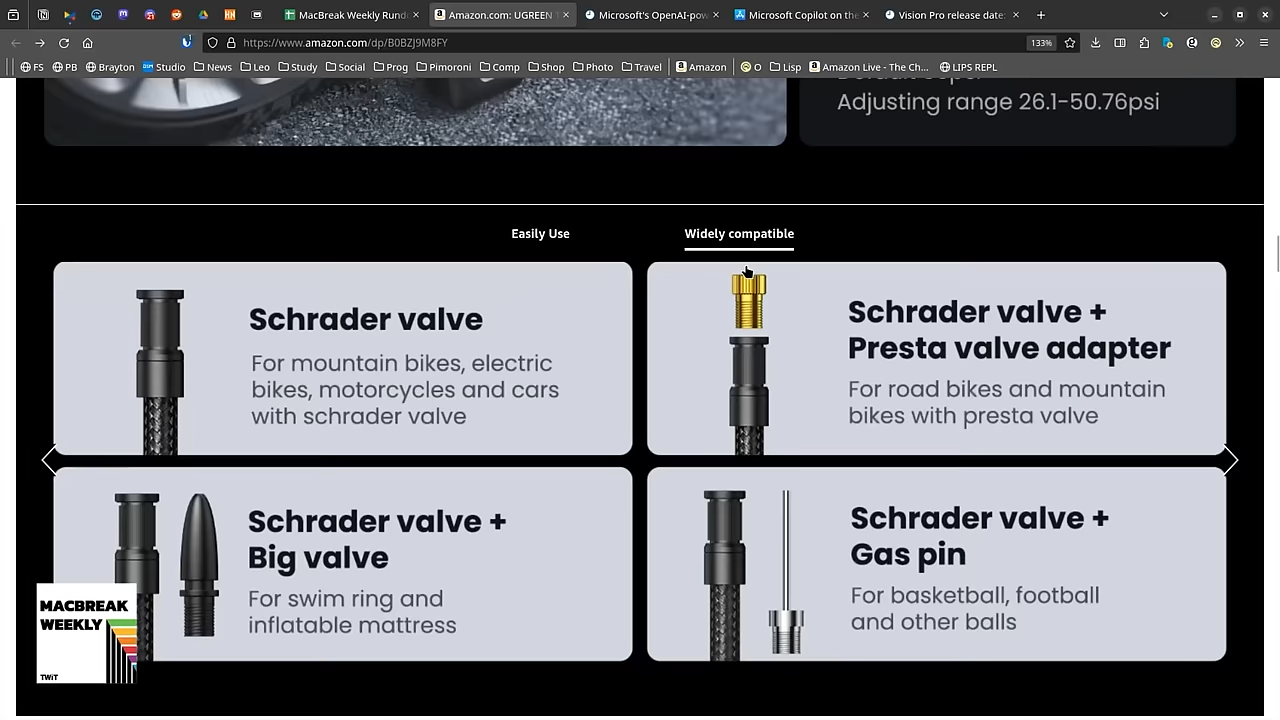 MacBreak Weekly Rund
Amazon.com: UGREEN
Microsoft's OpenAI-pow
Microsoft Copilot on the
Vision Pro release date:
https://www.amazon.com/dp/B0BZJ9M8FY
133%
FS
PB
Brayton
DSM Studio
News
Leo
Study
Social
Prog
Pimoroni
Comp
Shop
Photo
Travel
Amazon
O
Lisp
Amazon Live - The Ch...
LIPS REPL
Adjusting range 26.1-50.76psi
Easily Use
Widely compatible
Schrader valve
For mountain bikes, electric
bikes, motorcycles and cars
with schrader valve
Schrader valve +
Presta valve adapter
For road bikes and mountain
bikes with presta valve
Schrader valve +
Big valve
For swim ring and
inflatable mattress
Schrader valve +
Gas pin
For basketball, football
and other balls
MACBREAK
WEEKLY
TWiT